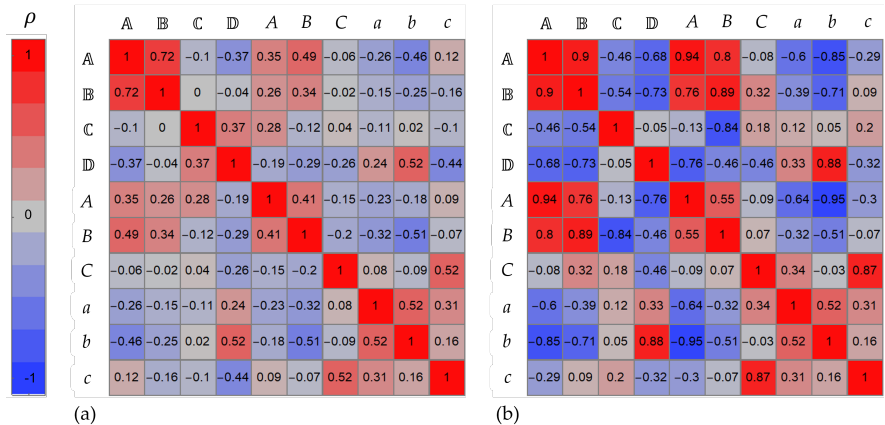 ρ
1
0
-1
𝔸 𝔹 ℂ 𝔻 A B C a b c
𝔸 1 0.72 −0.1 −0.37 0.35 0.49 −0.06 −0.26 −0.46 0.12
𝔹 0.72 1 0 −0.04 0.26 0.34 −0.02 −0.15 −0.25 −0.16
ℂ −0.1 0 1 0.37 0.28 −0.12 0.04 −0.11 0.02 −0.1
𝔻 −0.37 −0.04 0.37 1 −0.19 −0.29 −0.26 0.24 0.52 −0.44
A 0.35 0.26 0.28 −0.19 1 0.41 −0.15 −0.23 −0.18 0.09
B 0.49 0.34 −0.12 −0.29 0.41 1 −0.2 −0.32 −0.51 −0.07
C −0.06 −0.02 0.04 −0.26 −0.15 −0.2 1 0.08 −0.09 0.52
a −0.26 −0.15 −0.11 0.24 −0.23 −0.32 0.08 1 0.52 0.31
b −0.46 −0.25 0.02 0.52 −0.18 −0.51 −0.09 0.52 1 0.16
c 0.12 −0.16 −0.1 −0.44 0.09 −0.07 0.52 0.31 0.16 1
(a)
𝔸 𝔹 ℂ 𝔻 A B C a b c
𝔸 1 0.9 −0.46 −0.68 0.94 0.8 −0.08 −0.6 −0.85 −0.29
𝔹 0.9 1 −0.54 −0.73 0.76 0.89 0.32 −0.39 −0.71 0.09
ℂ −0.46 −0.54 1 −0.05 −0.13 −0.84 0.18 0.12 0.05 0.2
𝔻 −0.68 −0.73 −0.05 1 −0.76 −0.46 −0.46 0.33 0.88 −0.32
A 0.94 0.76 −0.13 −0.76 1 0.55 −0.09 −0.64 −0.95 −0.3
B 0.8 0.89 −0.84 −0.46 0.55 1 0.07 −0.32 −0.51 −0.07
C −0.08 0.32 0.18 −0.46 −0.09 0.07 1 0.34 −0.03 0.87
a −0.6 −0.39 0.12 0.33 −0.64 −0.32 0.34 1 0.52 0.31
b −0.85 −0.71 0.05 0.88 −0.95 −0.51 −0.03 0.52 1 0.16
c −0.29 0.09 0.2 −0.32 −0.3 −0.07 0.87 0.31 0.16 1
(b)